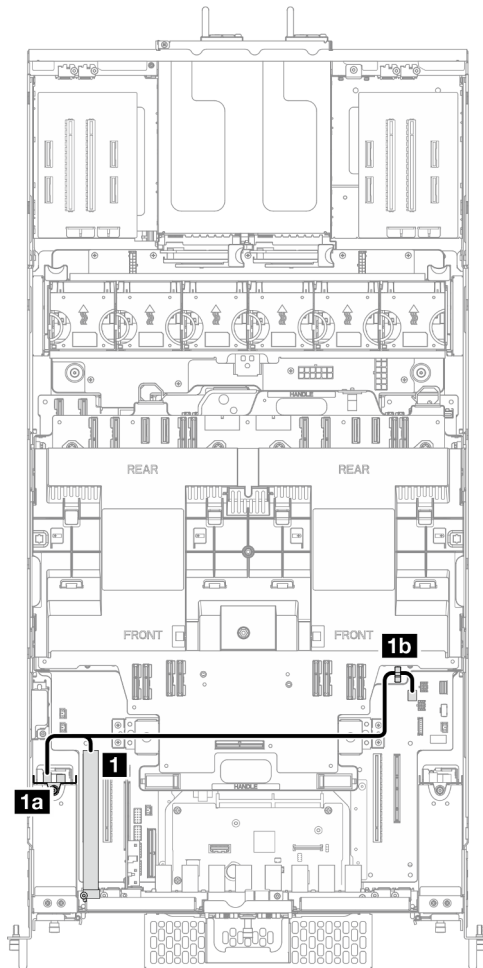 HANDLE
REAR
REAR
FRONT
FRONT
1b
1
1a
HANDLE